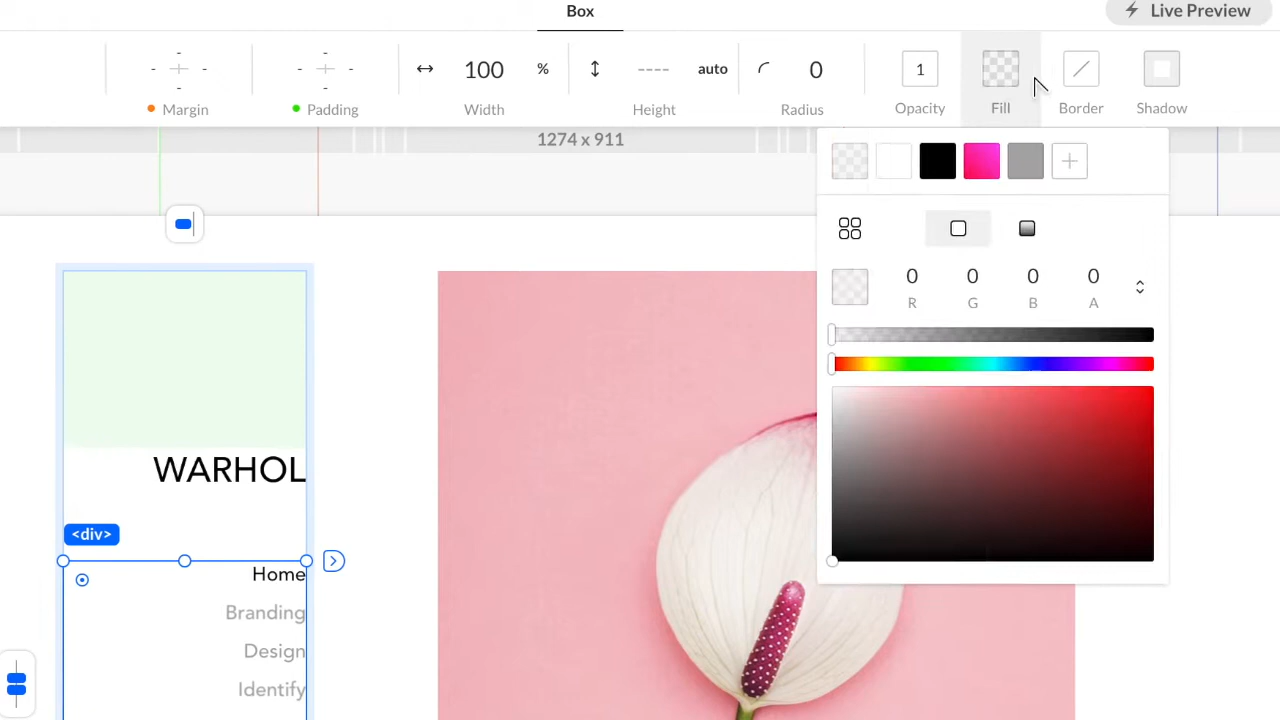 Box
Live Preview
Margin
Padding
100 %
Width
---- auto
Height
0
Radius
1
Opacity
Fill
Border
Shadow
1274 x 911
0 0 0 0
R G B A
WARHOL
<div>
Home
Branding
Design
Identify